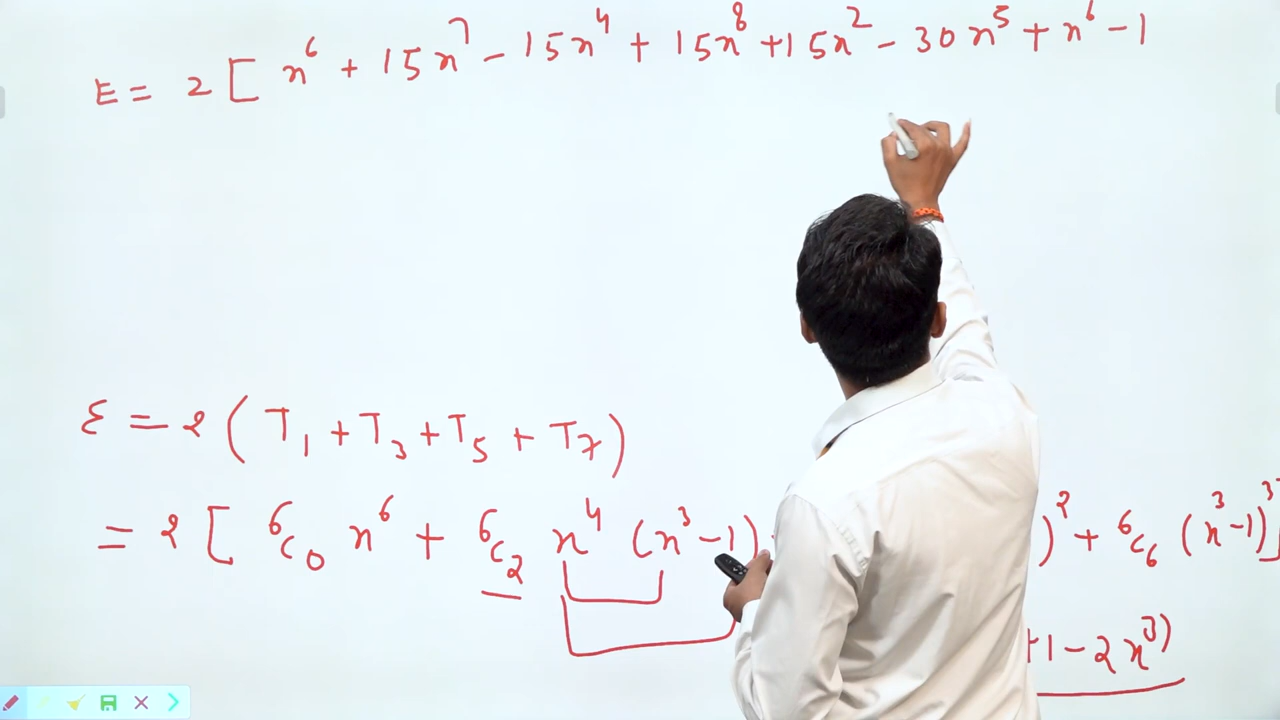 E = 2 [ x⁶ + 15x⁷ - 15x⁴ + 15x⁸ + 15x² - 30x⁵ + x⁶ - 1
E = 2 ( T₁ + T₃ + T₅ + T₇ )
= 2 [ ⁶C₀ x⁶ + ⁶C₂ x⁴ (x³ - 1) )² + ⁶C₆ (x³ - 1)³]
+ 1 - 2x³)